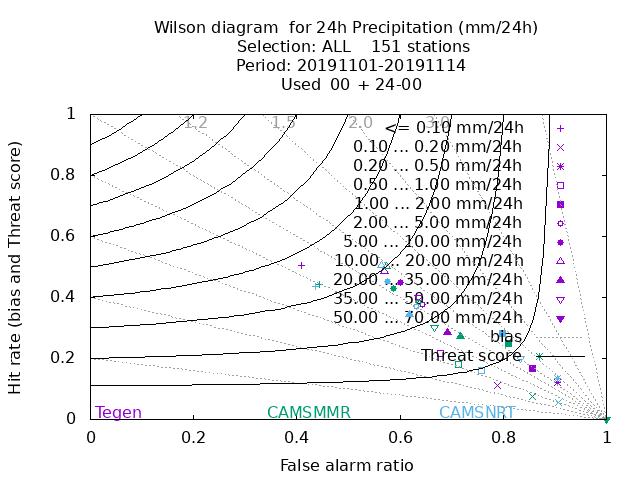 Wilson diagram  for 24h Precipitation (mm/24h)
Selection: ALL    151 stations
Period: 20191101-20191114
Used  00 + 24-00
1.2 1.5 2.0 3.0
<= 0.10 mm/24h
0.10 ... 0.20 mm/24h
0.20 ... 0.50 mm/24h
0.50 ... 1.00 mm/24h
1.00 ... 2.00 mm/24h
2.00 ... 5.00 mm/24h
5.00 ... 10.00 mm/24h
10.00 ... 20.00 mm/24h
20.00 ... 35.00 mm/24h
35.00 ... 50.00 mm/24h
50.00 ... 70.00 mm/24h
bias
Threat score
Hit rate (bias and Threat score)
1
0.8
0.6
0.4
0.2
0
Tegen CAMSMMR CAMSNRT
0 0.2 0.4 0.6 0.8 1
False alarm ratio